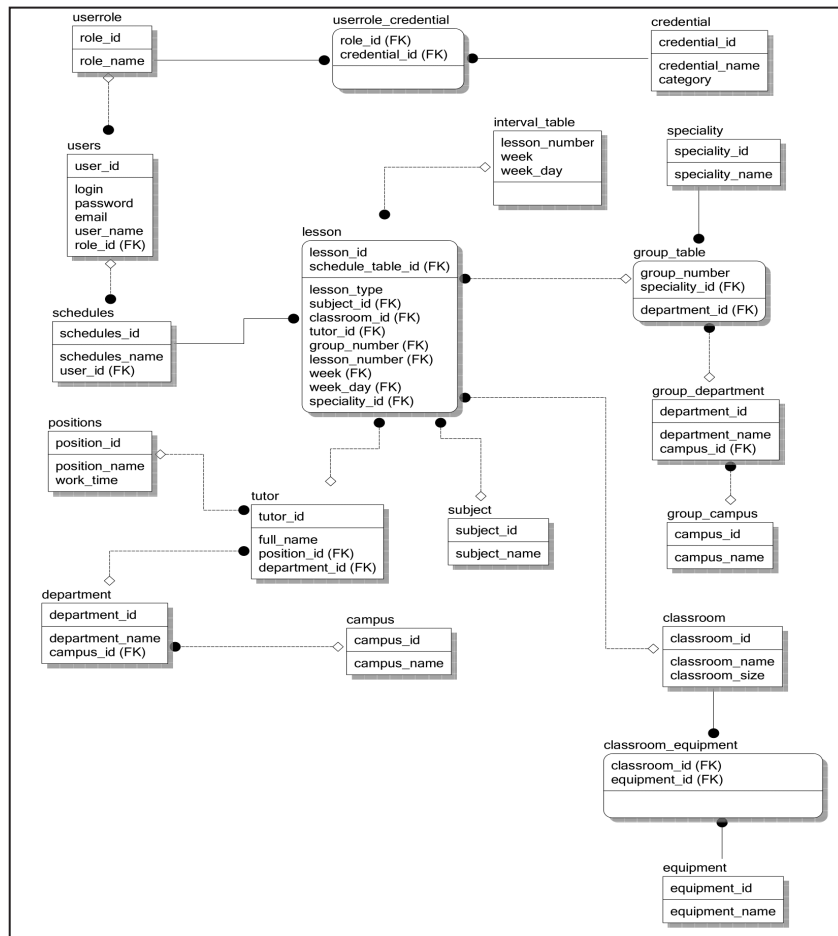 userrole
role_id
role_name
userrole_credential
role_id (FK)
credential_id (FK)
credential
credential_id
credential_name
category
users
user_id
login
password
email
user_name
role_id (FK)
interval_table
lesson_number
week
week_day
speciality
speciality_id
speciality_name
lesson
lesson_id
schedule_table_id (FK)
lesson_type
subject_id (FK)
classroom_id (FK)
tutor_id (FK)
group_number (FK)
lesson_number (FK)
week (FK)
week_day (FK)
speciality_id (FK)
group_table
group_number
speciality_id (FK)
department_id (FK)
schedules
schedules_id
schedules_name
user_id (FK)
group_department
department_id
department_name
campus_id (FK)
positions
position_id
position_name
work_time
tutor
tutor_id
full_name
position_id (FK)
department_id (FK)
subject
subject_id
subject_name
group_campus
campus_id
campus_name
department
department_id
department_name
campus_id (FK)
campus
campus_id
campus_name
classroom
classroom_id
classroom_name
classroom_size
classroom_equipment
classroom_id (FK)
equipment_id (FK)
equipment
equipment_id
equipment_name